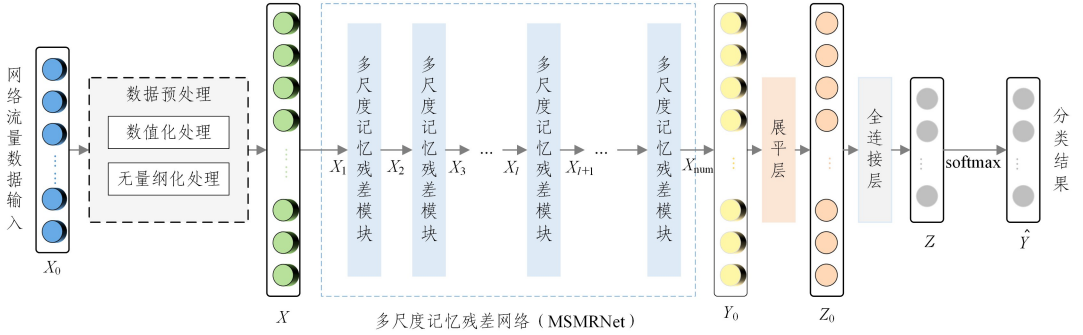 网络流量数据输入
X₀
数据预处理
数值化处理
无量纲化处理
X
X₁
多尺度记忆残差模块
X₂
多尺度记忆残差模块
X₃
...
Xₗ
多尺度记忆残差模块
Xₗ₊₁
...
多尺度记忆残差模块
Xnum
多尺度记忆残差网络（MSMRNet）
Y₀
展平层
Z₀
全连接层
Z
softmax
Ŷ
分类结果